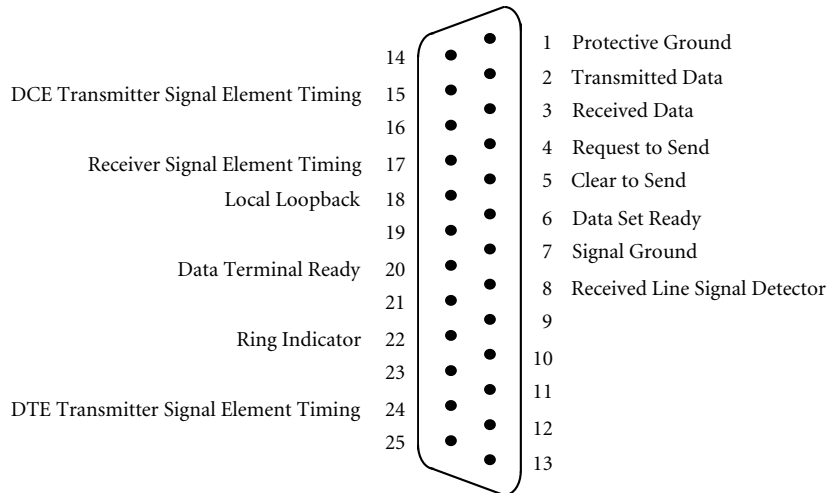 14
DCE Transmitter Signal Element Timing 15
16
Receiver Signal Element Timing 17
Local Loopback 18
19
Data Terminal Ready 20
21
Ring Indicator 22
23
DTE Transmitter Signal Element Timing 24
25
1 Protective Ground
2 Transmitted Data
3 Received Data
4 Request to Send
5 Clear to Send
6 Data Set Ready
7 Signal Ground
8 Received Line Signal Detector
9
10
11
12
13